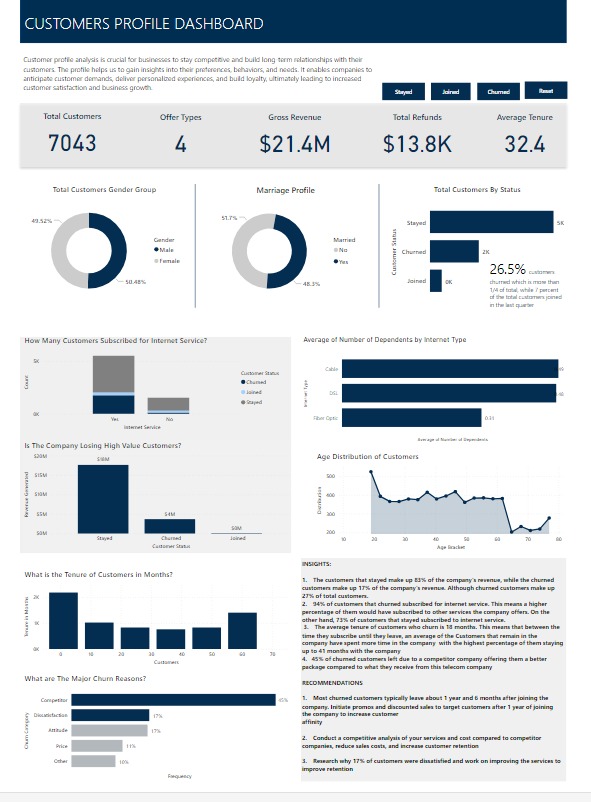 CUSTOMERS PROFILE DASHBOARD
Customer profile analysis is crucial for businesses to stay competitive and build long-term relationships with their
customers. The profile helps us to gain insights into their preferences, behaviors, and needs. It enables companies to
anticipate customer demands, deliver personalized experiences, and build loyalty, ultimately leading to increased
customer satisfaction and business growth.
Stayed Joined Churned Reset
Total Customers Offer Types Gross Revenue Total Refunds Average Tenure
7043 4 $21.4M $13.8K 32.4
Total Customers Gender Group
49.52%
50.48%
Gender
Male
Female
Marriage Profile
51.7%
48.3%
Married
No
Yes
Total Customers By Status
Customer Status
Stayed 5K
Churned 2K
Joined 0K
26.5% customers
churned which is more than
1/4 of total, while 7 percent
of the total customers joined
in the last quarter
How Many Customers Subscribed for Internet Service?
Count
5K
0K
Yes No
Internet Service
Customer Status
Churned
Joined
Stayed
Average of Number of Dependents by Internet Type
Internet Type
Cable
DSL
Fiber Optic 0.31
Average of Number of Dependents
Is The Company Losing High Value Customers?
Revenue Generated
$20M
$15M
$10M
$5M
$0M
$18M
$4M
$0M
Stayed Churned Joined
Customer Status
Age Distribution of Customers
Distribution
500
400
300
200
10 20 30 40 50 60 70 80
Age Bracket
What is the Tenure of Customers in Months?
Tenure in Months
2K
1K
0K
0 10 20 30 40 50 60 70
Customers
What are The Major Churn Reasons?
Churn Category
Competitor 45%
Dissatisfaction 17%
Attitude 17%
Price 11%
Other 10%
Frequency
INSIGHTS:
1. The customers that stayed make up 83% of the company's revenue, while the churned
customers make up 17% of the company's revenue. Although churned customers make up
27% of total customers.
2. 94% of customers that churned subscribed for internet service. This means a higher
percentage of them would have subscribed to other services the company offers. On the
other hand, 73% of customers that stayed subscribed to internet service.
3. The average tenure of customers who churn is 18 months. This means that between the
time they subscribe until they leave, an average of the Customers that remain in the
company have spent more time in the company with the highest percentage of them staying
up to 41 months with the company
4. 45% of churned customers left due to a competitor company offering them a better
package compared to what they receive from this telecom company
RECOMMENDATIONS
1. Most churned customers typically leave about 1 year and 6 months after joining the
company. Initiate promos and discounted sales to target customers after 1 year of joining
the company to increase customer
affinity
2. Conduct a competitive analysis of your services and cost compared to competitor
companies, reduce sales costs, and increase customer retention
3. Research why 17% of customers were dissatisfied and work on improving the services to
improve retention